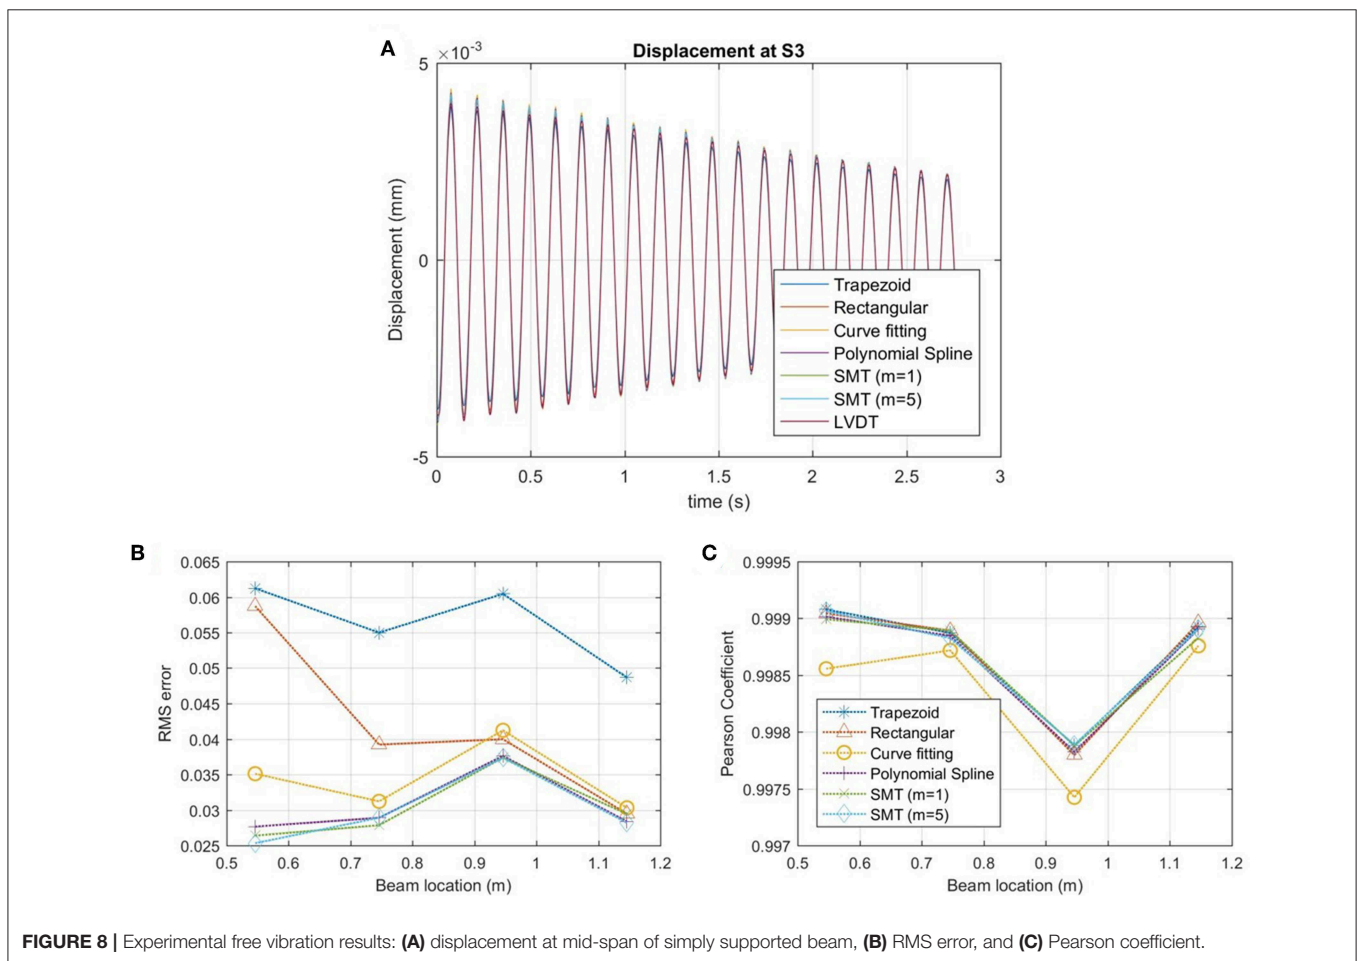 A
×10⁻³
Displacement at S3
5
0
-5
Displacement (mm)
0 0.5 1 1.5 2 2.5 3
time (s)
Trapezoid
Rectangular
Curve fitting
Polynomial Spline
SMT (m=1)
SMT (m=5)
LVDT
B
0.065
0.06
0.055
0.05
0.045
0.04
0.035
0.03
0.025
RMS error
0.5 0.6 0.7 0.8 0.9 1 1.1 1.2
Beam location (m)
C
0.9995
0.999
0.9985
0.998
0.9975
0.997
Pearson Coefficient
Trapezoid
Rectangular
Curve fitting
Polynomial Spline
SMT (m=1)
SMT (m=5)
0.5 0.6 0.7 0.8 0.9 1 1.1 1.2
Beam location (m)
FIGURE 8 | Experimental free vibration results: (A) displacement at mid-span of simply supported beam, (B) RMS error, and (C) Pearson coefficient.